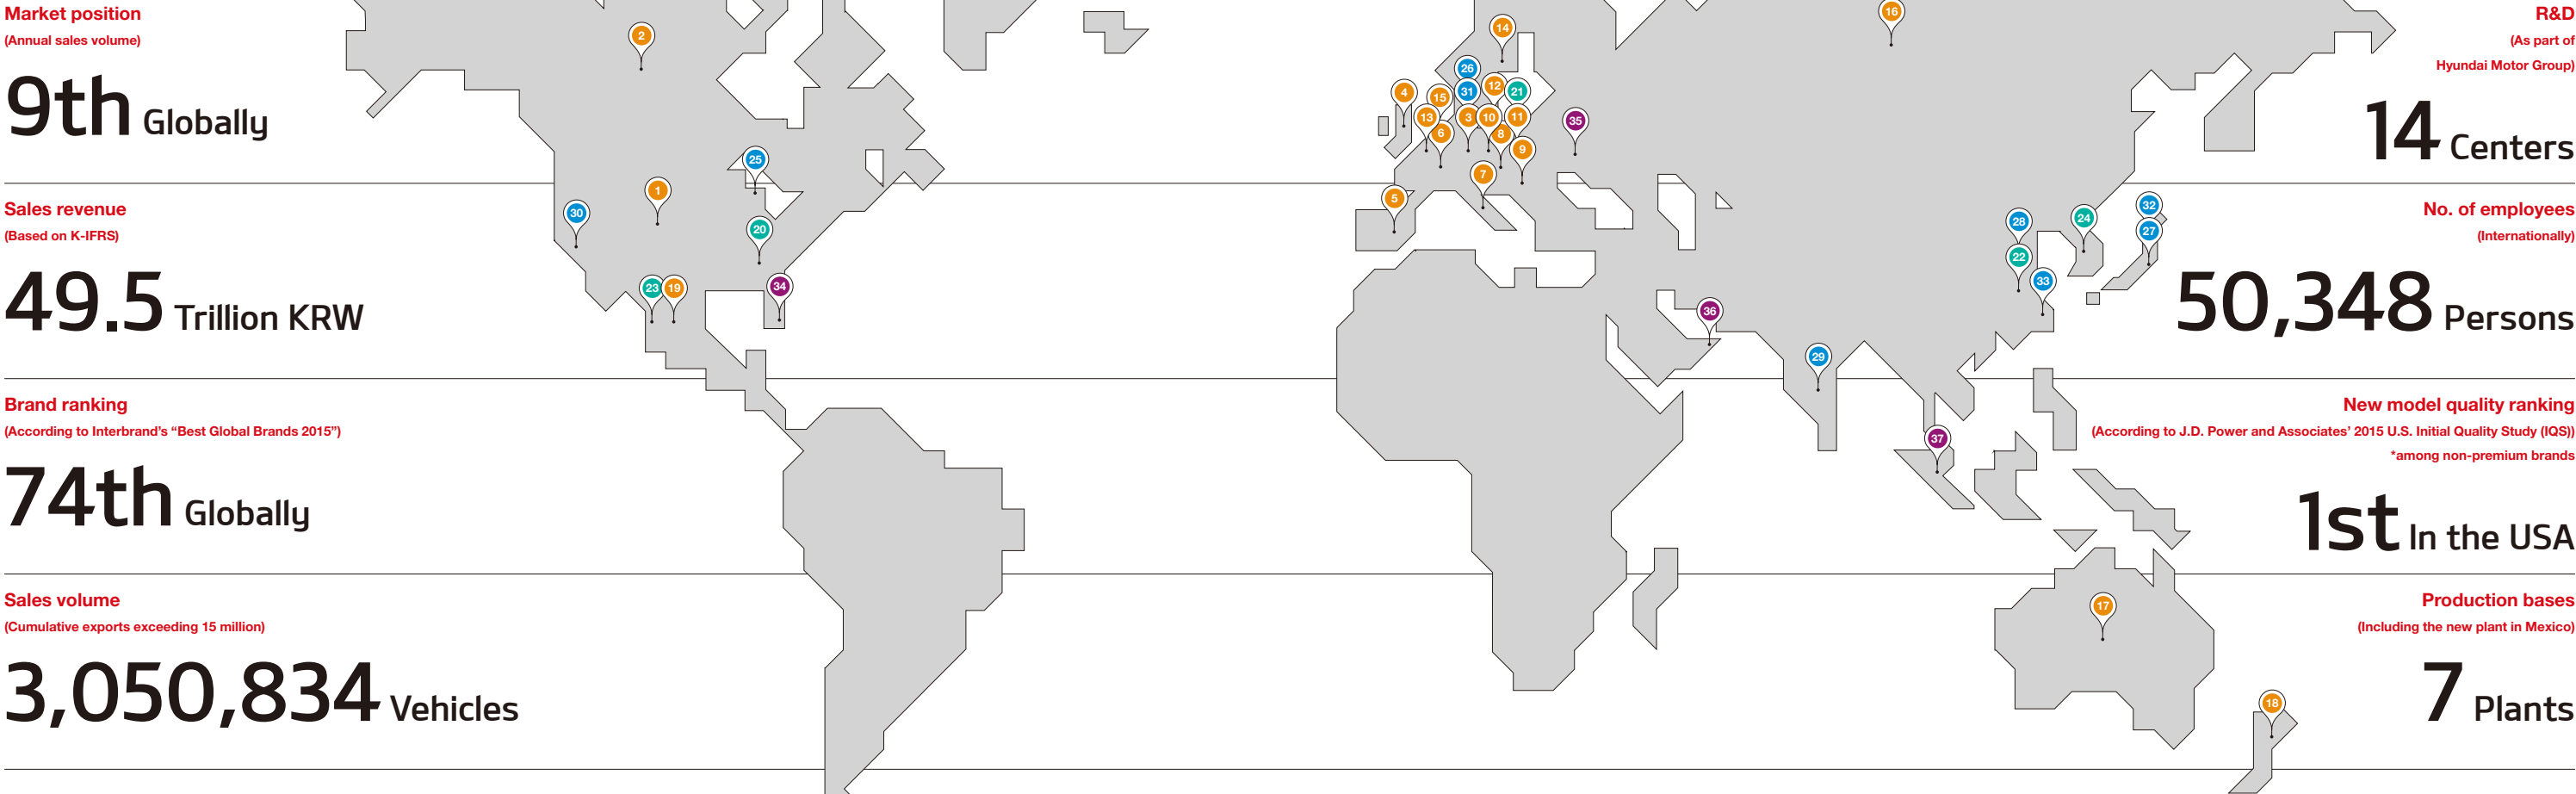 Market position
(Annual sales volume)
9th Globally
Sales revenue
(Based on K-IFRS)
49.5 Trillion KRW
Brand ranking
(According to Interbrand's “Best Global Brands 2015”)
74th Globally
Sales volume
(Cumulative exports exceeding 15 million)
3,050,834 Vehicles
2
1
25
30
20
23
19
34
14
26
4
15
31
12
21
13
6
3
10
8
11
9
35
7
5
16
36
29
28
24
32
27
22
33
37
17
18
R&D
(As part of
Hyundai Motor Group)
14 Centers
No. of employees
(Internationally)
50,348 Persons
New model quality ranking
(According to J.D. Power and Associates’ 2015 U.S. Initial Quality Study (IQS))
*among non-premium brands
1st In the USA
Production bases
(Including the new plant in Mexico)
7 Plants